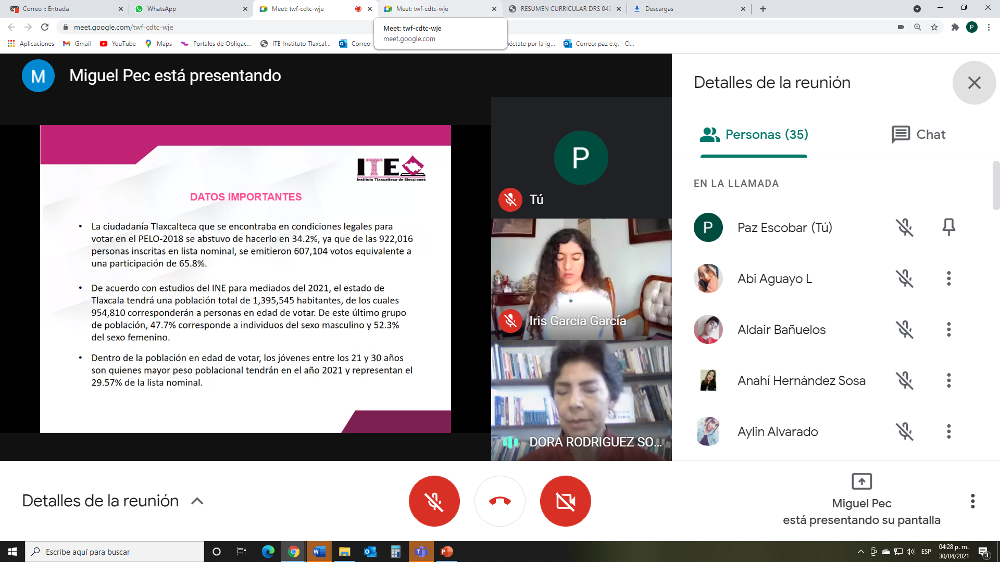 Correo :: Entrada
WhatsApp
Meet: twf-cdtc-wje
Meet: twf-cdtc-wje
RESUMEN CURRICULAR DRS 042
Descargas
meet.google.com/twf-cdtc-wje
P
Meet: twf-cdtc-wje
meet.google.com
Aplicaciones
Gmail
YouTube
Maps
Portales de Obligac...
ITE-Instituto Tlaxcal...
Correo:
éctate por la ig...
Correo: paz e.g. - O...
M
Miguel Pec está presentando
ITE
Instituto Tlaxcalteca de Elecciones
DATOS IMPORTANTES
• La ciudadanía Tlaxcalteca que se encontraba en condiciones legales para
votar en el PELO-2018 se abstuvo de hacerlo en 34.2%, ya que de las 922,016
personas inscritas en lista nominal, se emitieron 607,104 votos equivalente a
una participación de 65.8%.
• De acuerdo con estudios del INE para mediados del 2021, el estado de
Tlaxcala tendrá una población total de 1,395,545 habitantes, de los cuales
954,810 corresponderán a personas en edad de votar. De este último grupo
de población, 47.7% corresponde a individuos del sexo masculino y 52.3%
del sexo femenino.
• Dentro de la población en edad de votar, los jóvenes entre los 21 y 30 años
son quienes mayor peso poblacional tendrán en el año 2021 y representan el
29.57% de la lista nominal.
P
Tú
Iris García García
DORA RODRIGUEZ SO...
Detalles de la reunión
Personas (35)
Chat
EN LA LLAMADA
P
Paz Escobar (Tú)
Abi Aguayo L
Aldair Bañuelos
Anahí Hernández Sosa
Aylin Alvarado
Detalles de la reunión
Miguel Pec
está presentando su pantalla
Escribe aquí para buscar
ESP
04:28 p. m.
30/04/2021
3